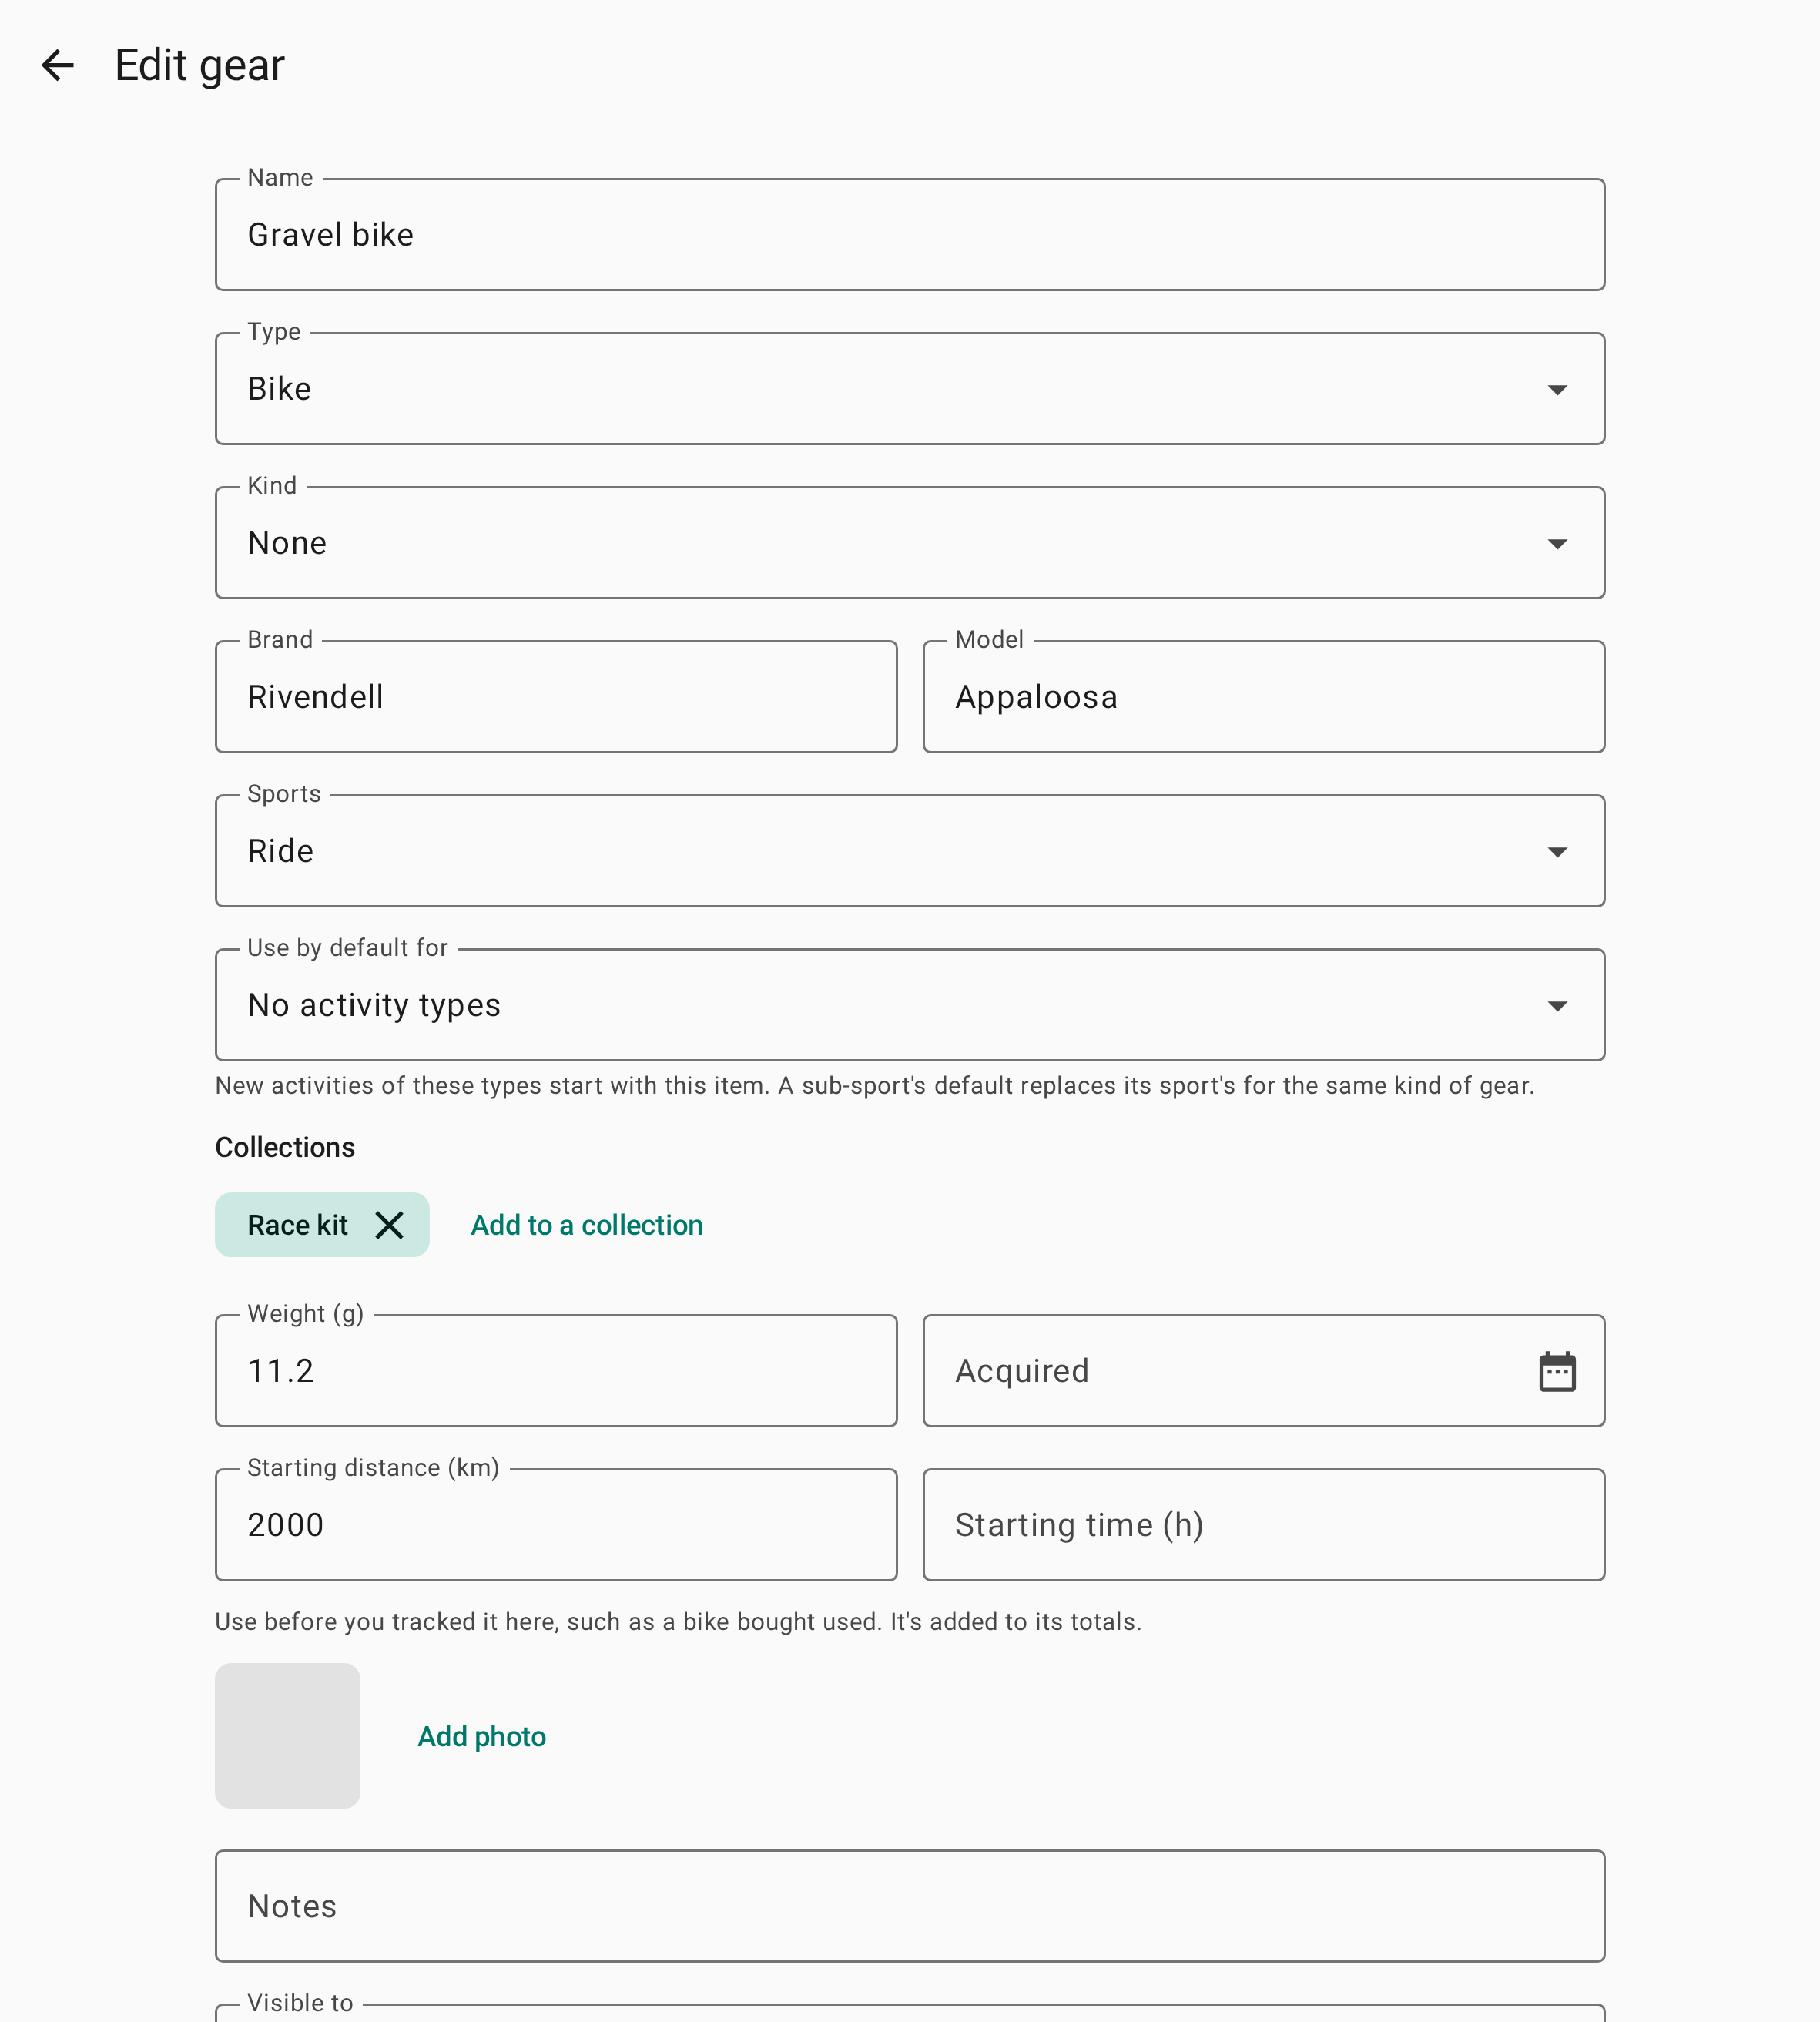 Edit gear
Name
Gravel bike
Type
Bike
Kind
None
Brand
Rivendell
Model
Appaloosa
Sports
Ride
Use by default for
No activity types
New activities of these types start with this item. A sub-sport's default replaces its sport's for the same kind of gear.
Collections
Race kit
Add to a collection
Weight (g)
11.2
Acquired
Starting distance (km)
2000
Starting time (h)
Use before you tracked it here, such as a bike bought used. It's added to its totals.
Add photo
Notes
Visible to